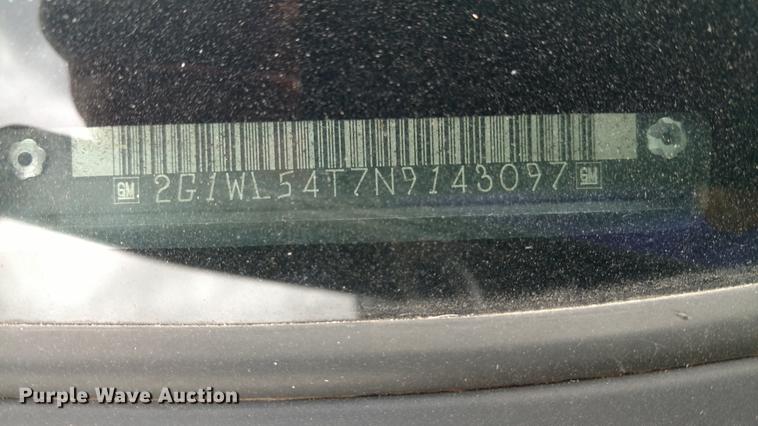 GM 2G1WL54T7N9143097 GM
Purple Wave Auction